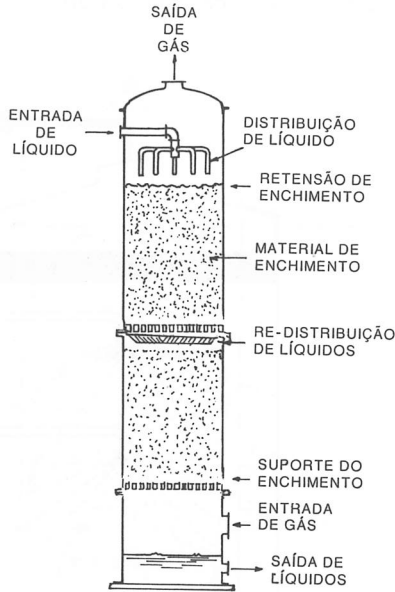 SAÍDA
DE
GÁS
ENTRADA
DE
LÍQUIDO
DISTRIBUIÇÃO
DE LÍQUIDO
RETENSÃO DE
ENCHIMENTO
MATERIAL DE
ENCHIMENTO
RE-DISTRIBUIÇÃO
DE LÍQUIDOS
SUPORTE DO
ENCHIMENTO
ENTRADA
DE GÁS
SAÍDA DE
LÍQUIDOS